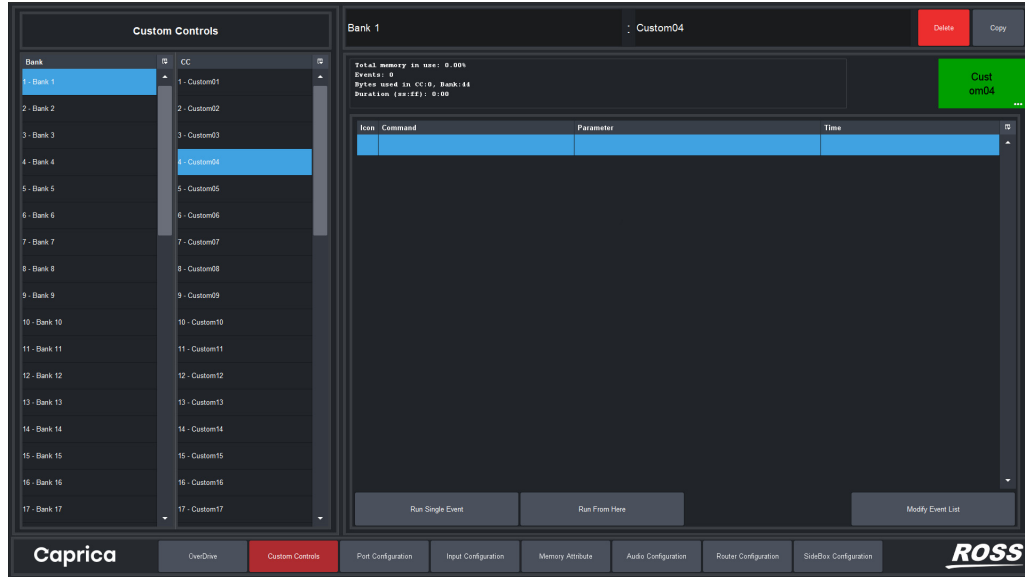 Custom Controls
Bank CC
1 - Bank 1 1 - Custom01
2 - Bank 2 2 - Custom02
3 - Bank 3 3 - Custom03
4 - Bank 4 4 - Custom04
5 - Bank 5 5 - Custom05
6 - Bank 6 6 - Custom06
7 - Bank 7 7 - Custom07
8 - Bank 8 8 - Custom08
9 - Bank 9 9 - Custom09
10 - Bank 10 10 - Custom10
11 - Bank 11 11 - Custom11
12 - Bank 12 12 - Custom12
13 - Bank 13 13 - Custom13
14 - Bank 14 14 - Custom14
15 - Bank 15 15 - Custom15
16 - Bank 16 16 - Custom16
17 - Bank 17 17 - Custom17
Bank 1 : Custom04 Delete Copy
Total memory in use: 0.00%
Events: 0
Bytes used in CC:0, Bank:44
Duration (ss:ff): 0:00
Cust
om04
...
Icon Command Parameter Time
Run Single Event Run From Here Modify Event List
Caprica OverDrive Custom Controls Port Configuration Input Configuration Memory Attribute Audio Configuration Router Configuration SideBox Configuration ROSS